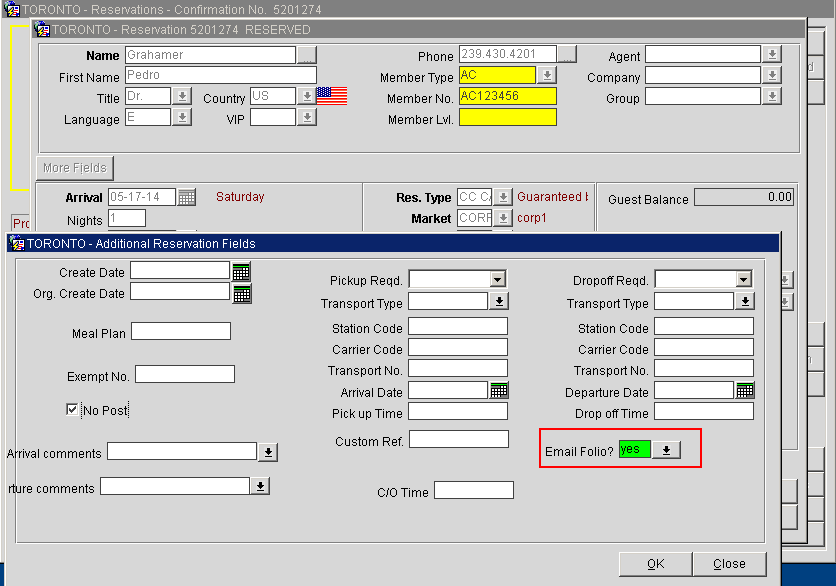 TORONTO - Reservations - Confirmation No. 5201274
TORONTO - Reservation 5201274 RESERVED
Name Grahamer ... Phone 239.430.4201 ... Agent
First Name Pedro Member Type AC Company
Title Dr. Country US Member No. AC123456 Group
Language E VIP Member Lvl.
More Fields
Arrival 05-17-14 Saturday Res. Type CC C Guaranteed Guest Balance 0.00
Nights 1 Market CORF corp1
Pro
TORONTO - Additional Reservation Fields
Create Date Pickup Reqd. Dropoff Reqd.
Org. Create Date Transport Type Transport Type
Meal Plan Station Code Station Code
Carrier Code Carrier Code
Exempt No. Transport No. Transport No.
Arrival Date Departure Date
No Post Pick up Time Drop off Time
Custom Ref.
Arrival comments Email Folio? yes
rture comments C/O Time
OK Close